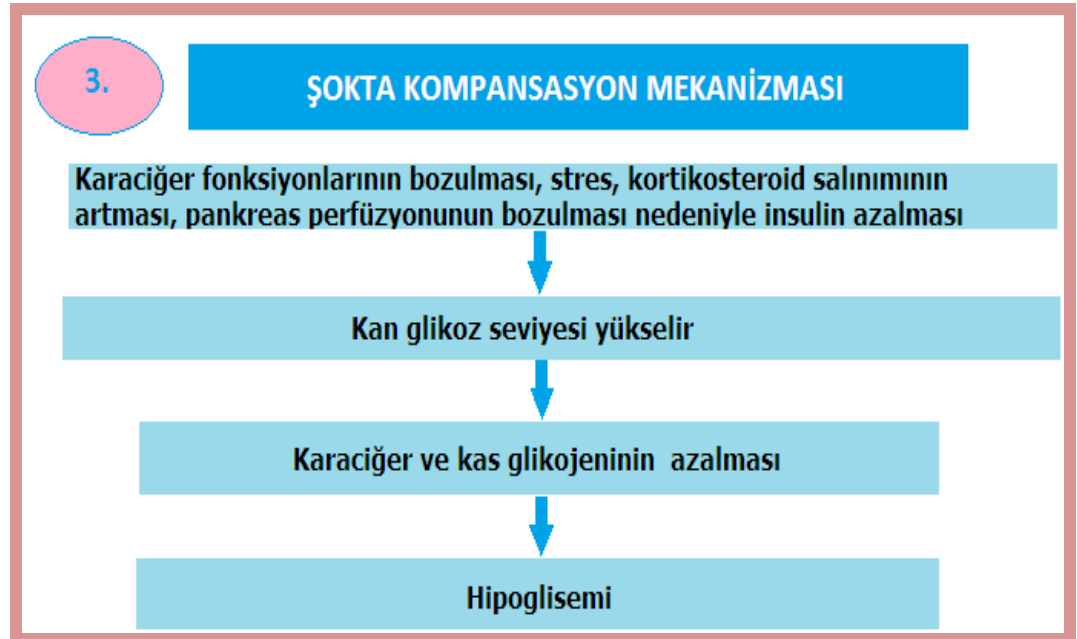 3.
ŞOKTA KOMPANSASYON MEKANİZMASI
Karaciğer fonksiyonlarının bozulması, stres, kortikosteroid salınımının
artması, pankreas perfüzyonunun bozulması nedeniyle insulin azalması
Kan glikoz seviyesi yükselir
Karaciğer ve kas glikojeninin azalması
Hipoglisemi